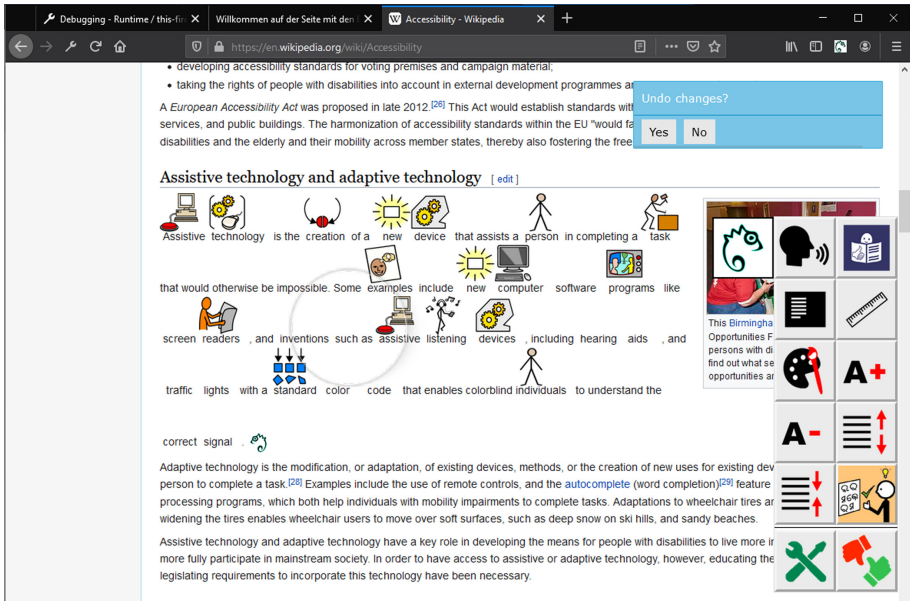 Debugging - Runtime / this-fire
Willkommen auf der Seite mit den
Accessibility - Wikipedia
https://en.wikipedia.org/wiki/Accessibility
• developing accessibility standards for voting premises and campaign material;
• taking the rights of people with disabilities into account in external development programmes
A European Accessibility Act was proposed in late 2012.[26] This Act would establish standards
services, and public buildings. The harmonization of accessibility standards within the EU "would
disabilities and the elderly and their mobility across member states, thereby also fostering the free
Undo changes?
Yes No
Assistive technology and adaptive technology [ edit ]
Assistive technology is the creation of a new device that assists a person in completing a task
that would otherwise be impossible. Some examples include new computer software programs like
screen readers , and inventions such as assistive listening devices , including hearing aids , and
traffic lights with a standard color code that enables colorblind individuals to understand the
correct signal .
This Birmingha
Opportunities F
persons with di
find out what se
opportunities
A+
A-
Adaptive technology is the modification, or adaptation, of existing devices, methods, or the creation of new uses for existing dev
person to complete a task.[28] Examples include the use of remote controls, and the autocomplete (word completion)[29] feature
processing programs, which both help individuals with mobility impairments to complete tasks. Adaptations to wheelchair tires
widening the tires enables wheelchair users to move over soft surfaces, such as deep snow on ski hills, and sandy beaches.
Assistive technology and adaptive technology have a key role in developing the means for people with disabilities to live more
more fully participate in mainstream society. In order to have access to assistive or adaptive technology, however, educating the
legislating requirements to incorporate this technology have been necessary.